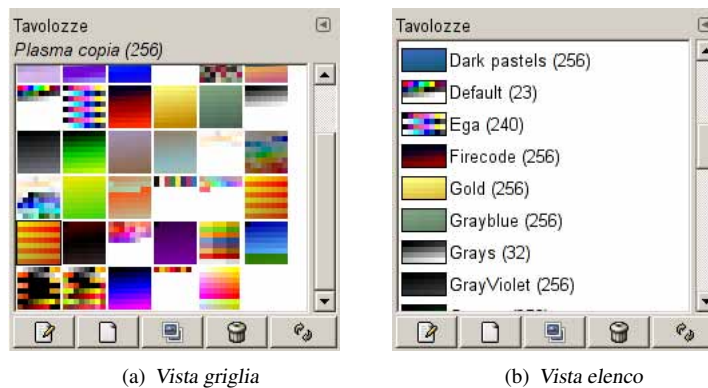 Tavolozze
Plasma copia (256)
(a) Vista griglia
Tavolozze
Dark pastels (256)
Default (23)
Ega (240)
Firecode (256)
Gold (256)
Grayblue (256)
Grays (32)
GrayViolet (256)
(b) Vista elenco